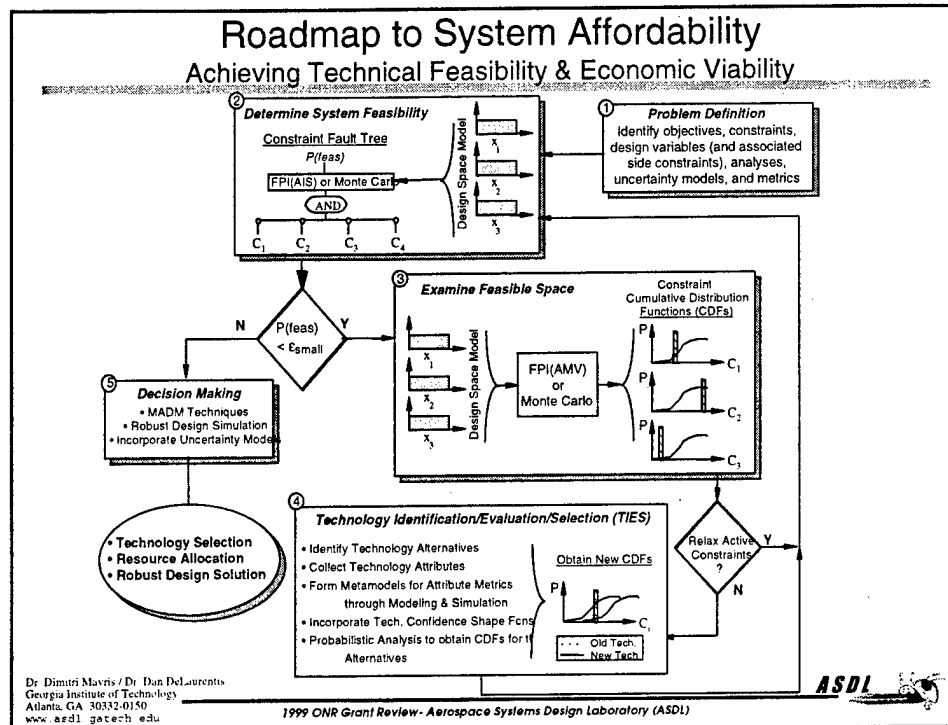 Roadmap to System Affordability
Achieving Technical Feasibility & Economic Viability
② Determine System Feasibility
Constraint Fault Tree
P(feas)
FPI(AIS) or Monte Carlo
AND
C1 C2 C3 C4
Design Space Model
x1
x2
x3
① Problem Definition
Identify objectives, constraints,
design variables (and associated
side constraints), analyses,
uncertainty models, and metrics
N
P(feas)
< εsmall
Y
③ Examine Feasible Space
x1
x2
x3
Design Space Model
FPI(AMV)
or
Monte Carlo
Constraint
Cumulative Distribution
Functions (CDFs)
P
C1
P
C2
P
C3
⑤ Decision Making
• MADM Techniques
• Robust Design Simulation
• Incorporate Uncertainty Models
• Technology Selection
• Resource Allocation
• Robust Design Solution
④ Technology Identification/Evaluation/Selection (TIES)
• Identify Technology Alternatives
• Collect Technology Attributes
• Form Metamodels for Attribute Metrics
through Modeling & Simulation
• Incorporate Tech. Confidence Shape Fcns
• Probabilistic Analysis to obtain CDFs for t
Alternatives
Obtain New CDFs
P
C
Old Tech.
New Tech
Relax Active
Constraints
?
Y
N
Dr. Dimitri Mavris / Dr. Dan DeLaurentis
Georgia Institute of Technology
Atlanta, GA 30332-0150
www.asdl.gatech.edu
1999 ONR Grant Review- Aerospace Systems Design Laboratory (ASDL)
ASDL